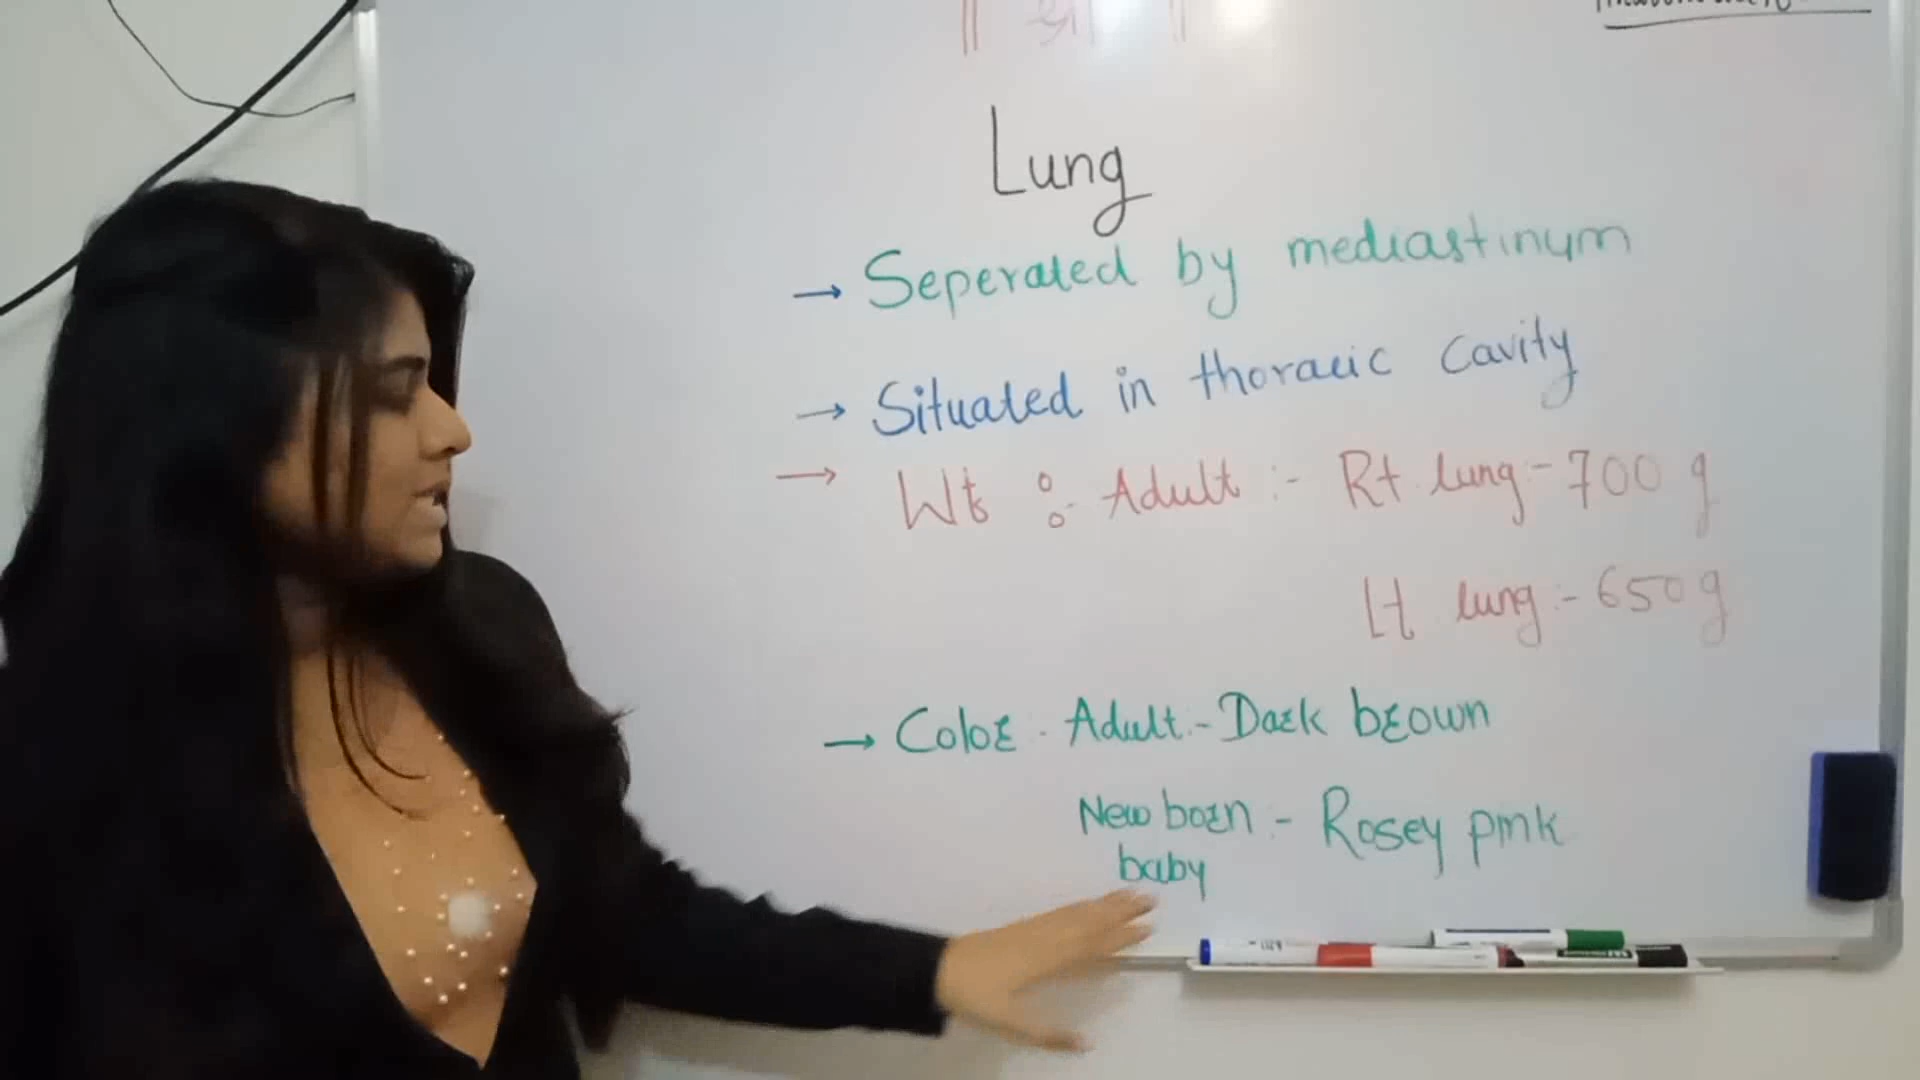 || श्री ||
Lung
→ Seperated by mediastinum
→ Situated in thoracic cavity
→ Wt :- Adult :- Rt lung :- 700 g
Lt lung :- 650 g
→ Color - Adult :- Dark brown
New born :- Rosey pink
baby